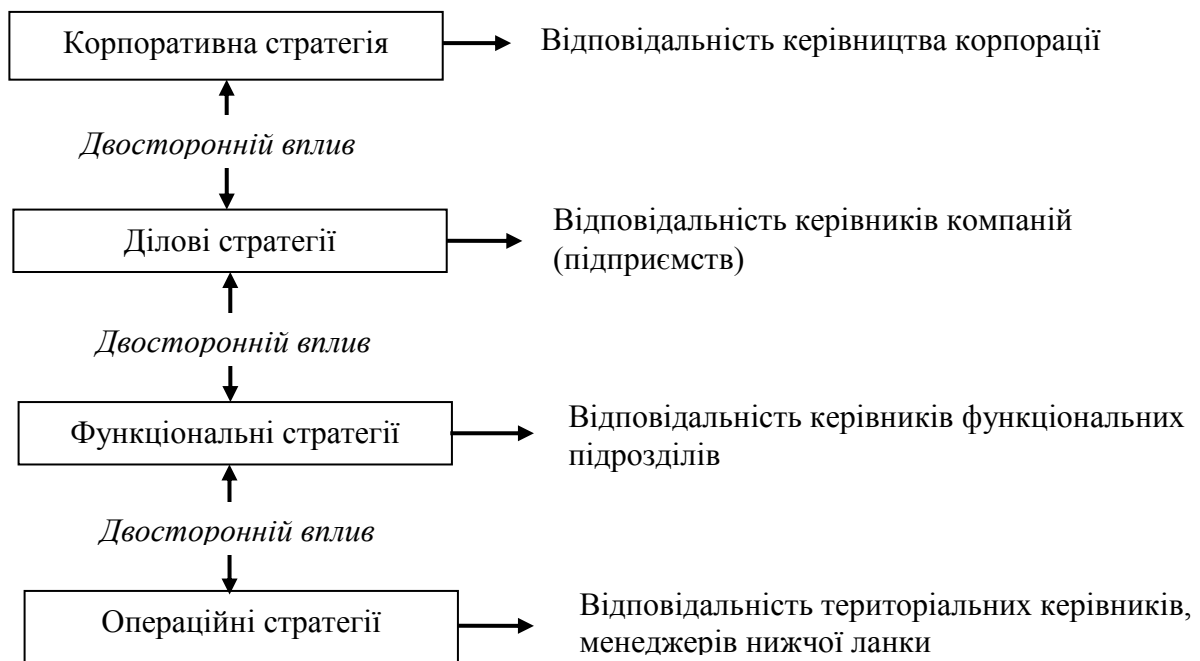 Корпоративна стратегія
Відповідальність керівництва корпорації
Двосторонній вплив
Ділові стратегії
Відповідальність керівників компаній
(підприємств)
Двосторонній вплив
Функціональні стратегії
Відповідальність керівників функціональних
підрозділів
Двосторонній вплив
Операційні стратегії
Відповідальність територіальних керівників,
менеджерів нижчої ланки